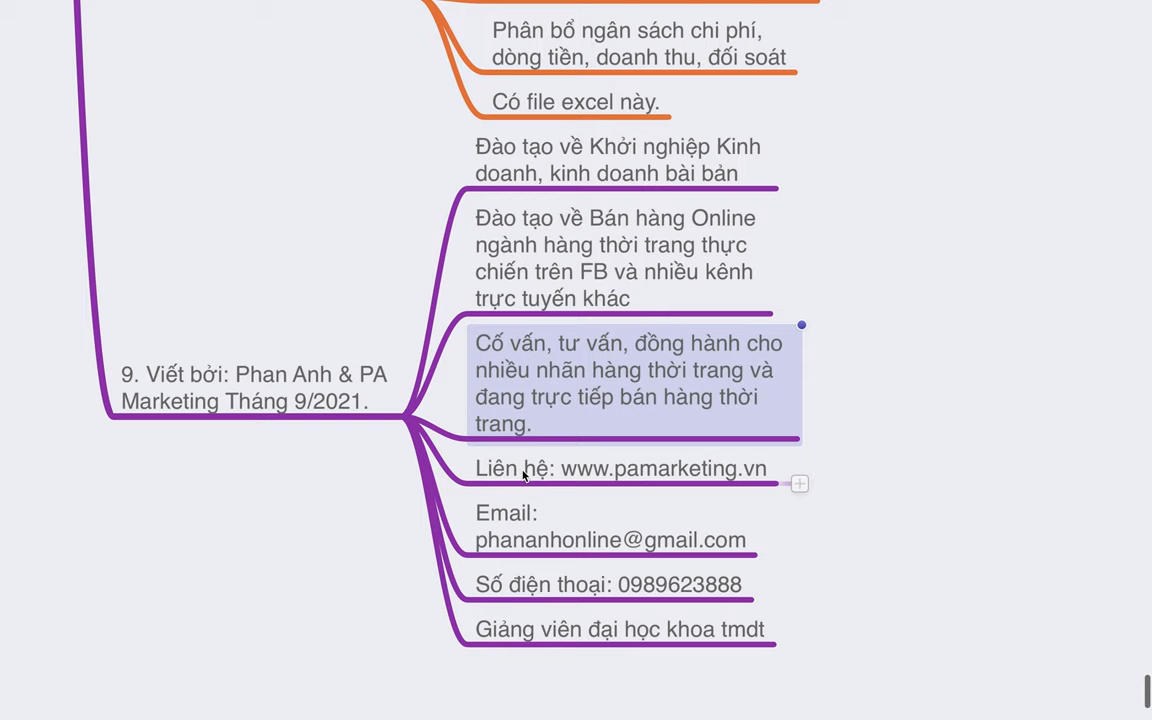 Phân bổ ngân sách chi phí,
dòng tiền, doanh thu, đối soát
Có file excel này.
Đào tạo về Khởi nghiệp Kinh
doanh, kinh doanh bài bản
Đào tạo về Bán hàng Online
ngành hàng thời trang thực
chiến trên FB và nhiều kênh
trực tuyến khác
Cố vấn, tư vấn, đồng hành cho
nhiều nhãn hàng thời trang và
đang trực tiếp bán hàng thời
trang.
9. Viết bởi: Phan Anh & PA
Marketing Tháng 9/2021.
Liên hệ: www.pamarketing.vn
Email:
phananhonline@gmail.com
Số điện thoại: 0989623888
Giảng viên đại học khoa tmdt